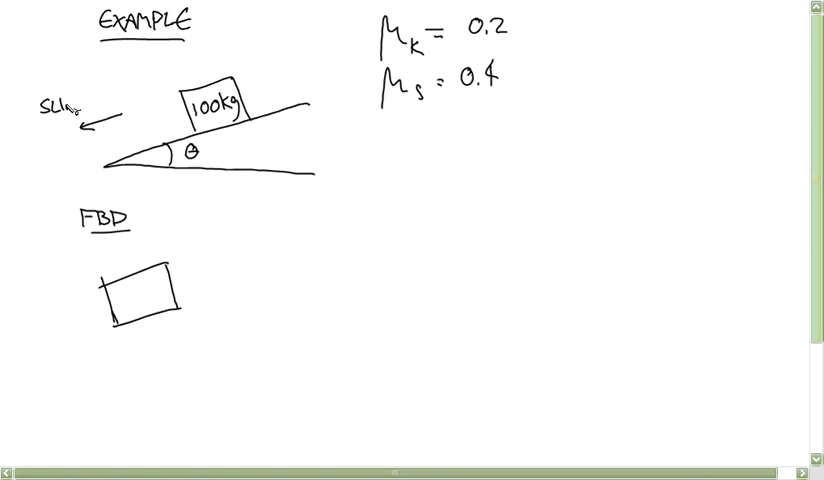 EXAMPLE
μk = 0.2
μs = 0.4
100kg
θ
FBD